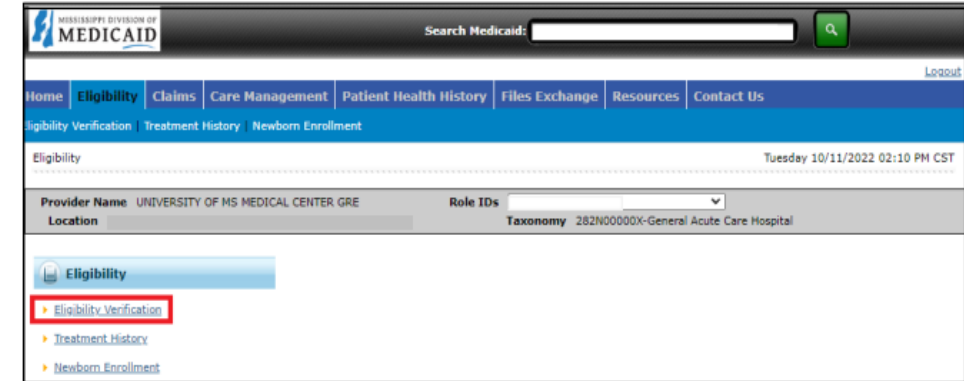 MISSISSIPPI DIVISION OF
MEDICAID
Search Medicaid:
Logout
Home Eligibility Claims Care Management Patient Health History Files Exchange Resources Contact Us
Eligibility Verification | Treatment History | Newborn Enrollment
Eligibility Tuesday 10/11/2022 02:10 PM CST
Provider Name UNIVERSITY OF MS MEDICAL CENTER GRE Role IDs
Location Taxonomy 282N00000X-General Acute Care Hospital
Eligibility
Eligibility Verification
Treatment History
Newborn Enrollment